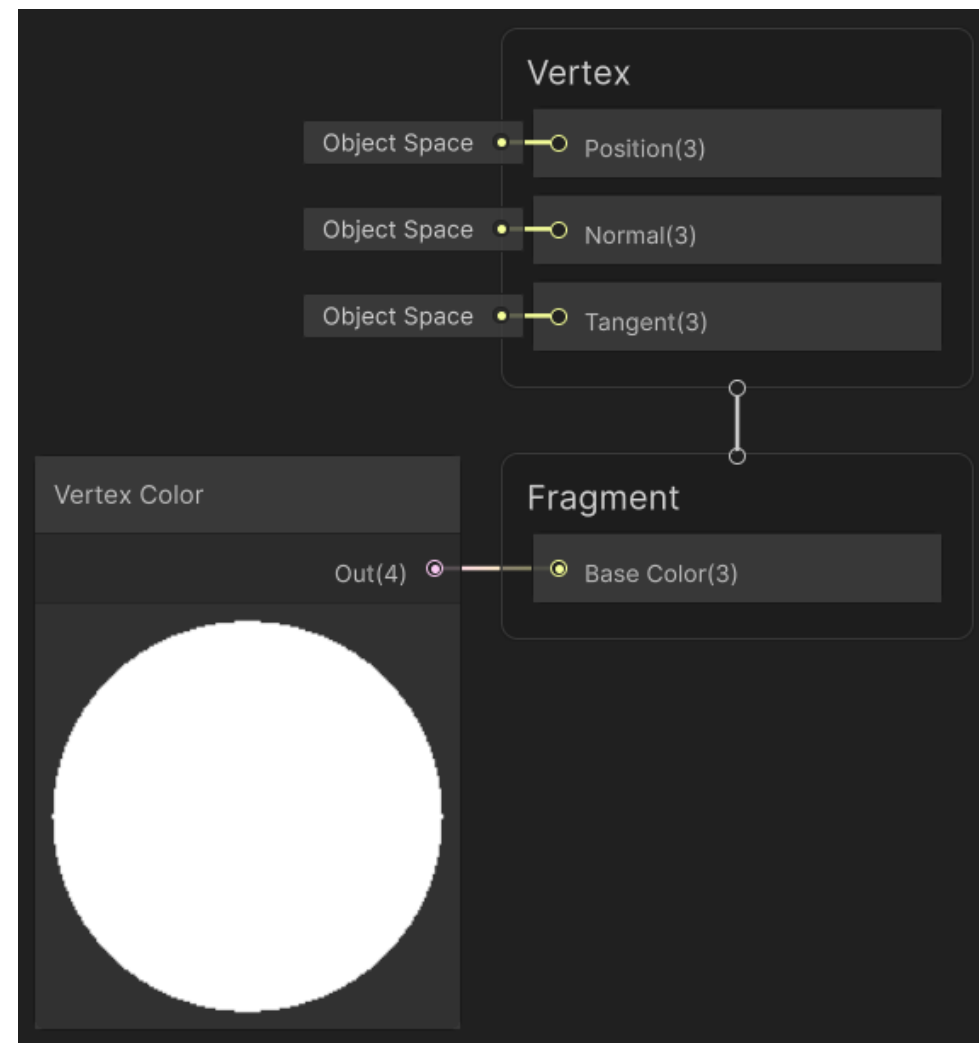 Vertex
Object Space
Position(3)
Object Space
Normal(3)
Object Space
Tangent(3)
Vertex Color
Out(4)
Fragment
Base Color(3)